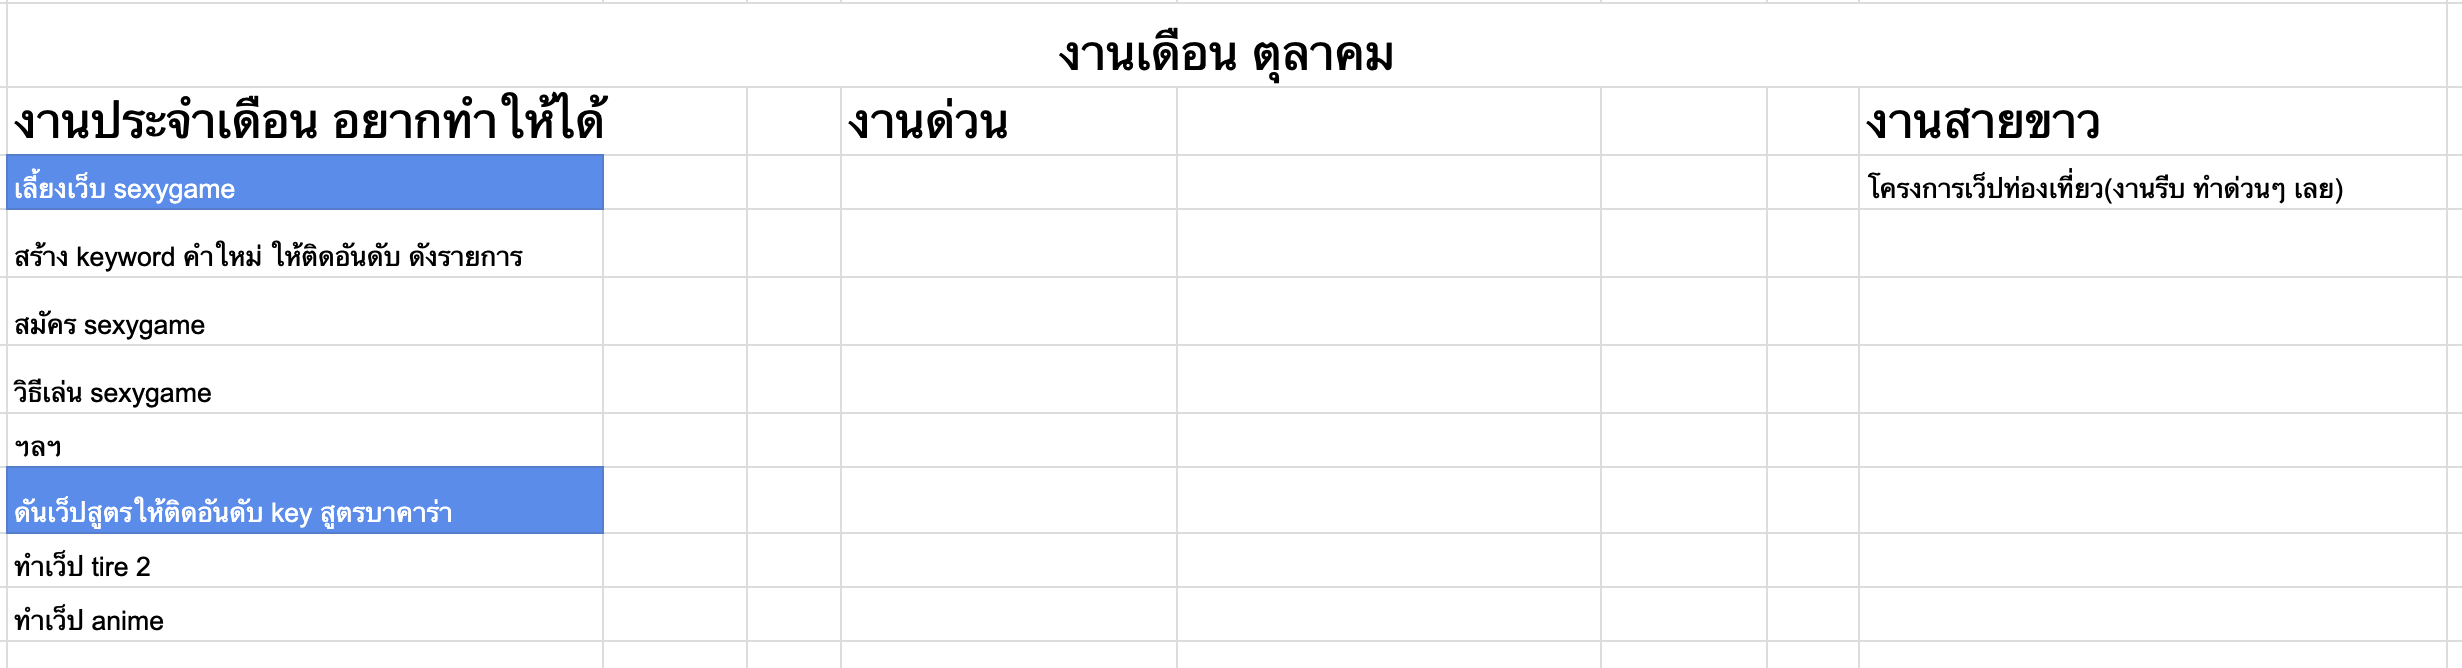 งานเดือน ตุลาคม
งานประจำเดือน อยากทำให้ได้
งานด่วน
งานสายขาว
เลี้ยงเว็บ sexygame
โครงการเว็ปท่องเที่ยว(งานรีบ ทำด่วนๆ เลย)
สร้าง keyword คำใหม่ ให้ติดอันดับ ดังรายการ
สมัคร sexygame
วิธีเล่น sexygame
ฯลฯ
ดันเว็ปสูตรให้ติดอันดับ key สูตรบาคาร่า
ทำเว็ป tire 2
ทำเว็ป anime